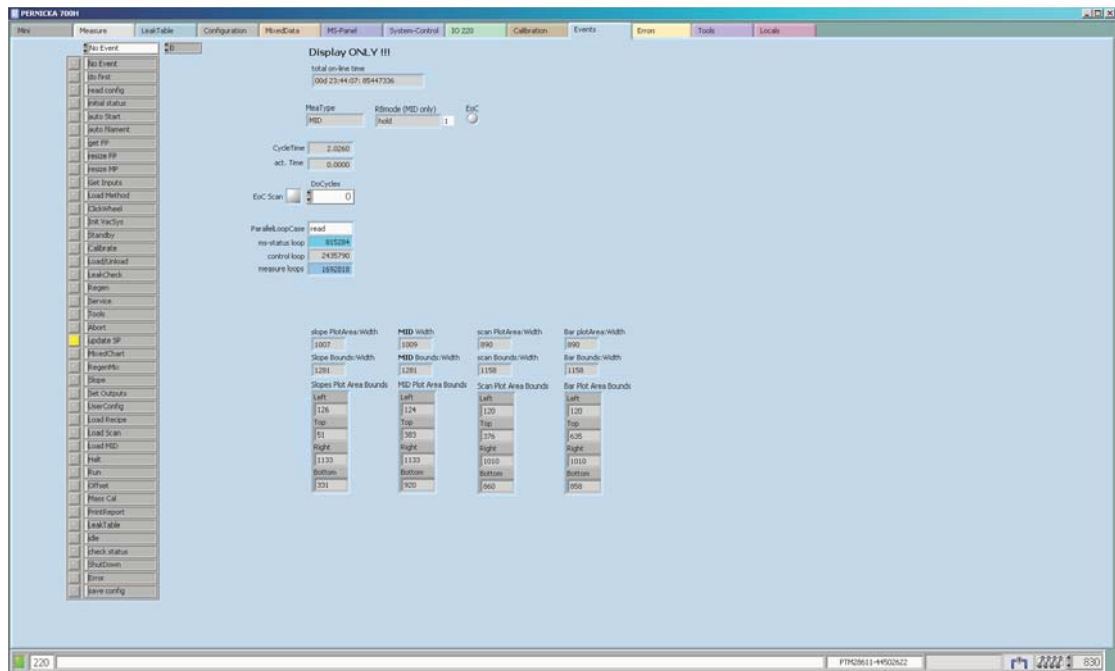 PERNICKA 700H
Mini Measure LeakTable Configuration MixedData MS-Panel System-Control IO 220 Calibration Events Errors Tools Locals
No Event 0
No Event
do first
read config
initial status
auto Start
auto filament
get FP
resize FP
resize MP
Get Inputs
Load Method
ClickWheel
Init VacSys
Standby
Calibrate
Load/Unload
LeakCheck
Regen
Service
Tools
Abort
update SP
MixedChart
RegenMix
Slope
Set Outputs
UserConfig
Load Recipe
Load Scan
Load MID
Halt
Run
Offset
Mass Cal
PrintReport
LeakTable
idle
check status
ShutDown
Error
save config
Display ONLY !!!
total on-line time
00d 23:44:07; 85447336
MeaType RBmode (MID only) EoC
MID hold 1
CycleTime 2.0260
act. Time 0.0000
DoCycles
EoC Scan 0
ParallelLoopCase read
ms-status loop 815284
control loop 2435790
measure loops 1692818
slope PlotArea:Width MID Width scan PlotArea:Width Bar plotArea:Width
1007 1009 890 890
Slope Bounds:Width MID Bounds:Width scan Bounds:Width Bar Bounds:Width
1281 1281 1158 1158
Slopes Plot Area Bounds MID Plot Area Bounds Scan Plot Area Bounds Bar Plot Area Bounds
Left Left Left Left
126 124 120 120
Top Top Top Top
51 383 376 635
Right Right Right Right
1133 1133 1010 1010
Bottom Bottom Bottom Bottom
331 920 860 858
220 PTM28611-44502622 830